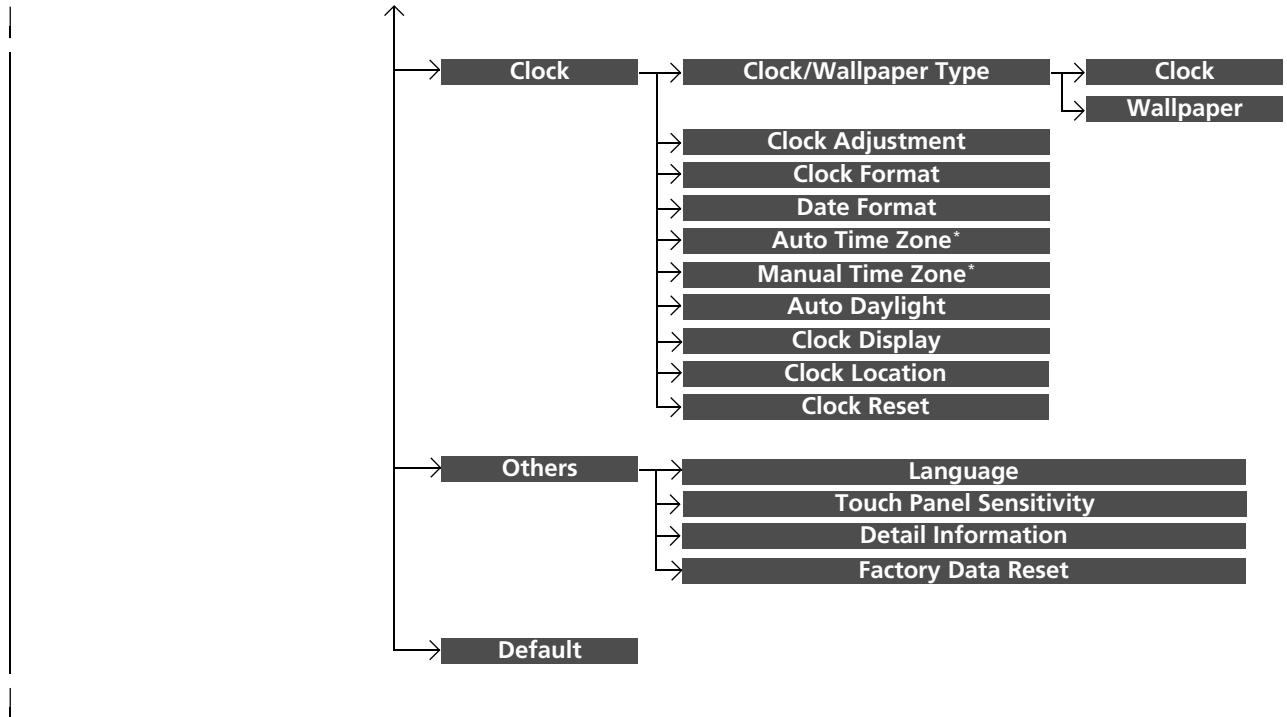 Clock
Clock/Wallpaper Type
Clock
Wallpaper
Clock Adjustment
Clock Format
Date Format
Auto Time Zone*
Manual Time Zone*
Auto Daylight
Clock Display
Clock Location
Clock Reset
Others
Language
Touch Panel Sensitivity
Detail Information
Factory Data Reset
Default